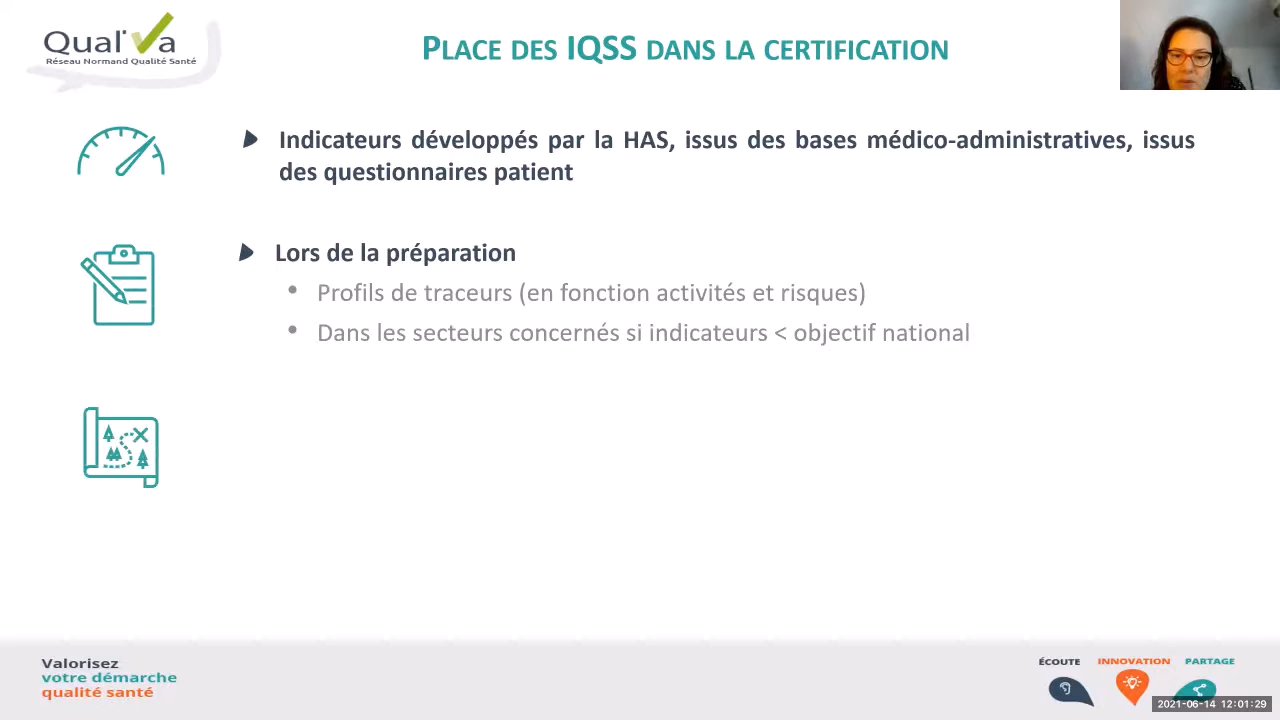 Qual'Va
Réseau Normand Qualité Santé
PLACE DES IQSS DANS LA CERTIFICATION
Indicateurs développés par la HAS, issus des bases médico-administratives, issus
des questionnaires patient
Lors de la préparation
• Profils de traceurs (en fonction activités et risques)
• Dans les secteurs concernés si indicateurs < objectif national
Valorisez
votre démarche
qualité santé
ÉCOUTE INNOVATION PARTAGE
2021-06-14 12:01:29